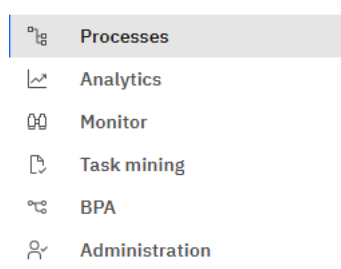 Processes
Analytics
Monitor
Task mining
BPA
Administration